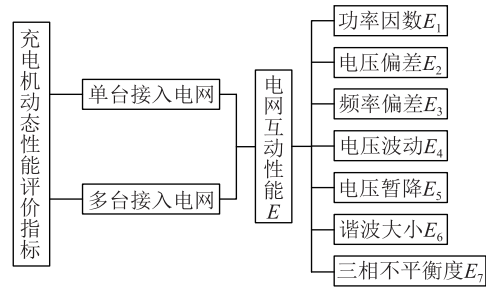 充电机动态性能评价指标
单台接入电网
多台接入电网
电网互动性能E
功率因数E₁
电压偏差E₂
频率偏差E₃
电压波动E₄
电压暂降E₅
谐波大小E₆
三相不平衡度E₇